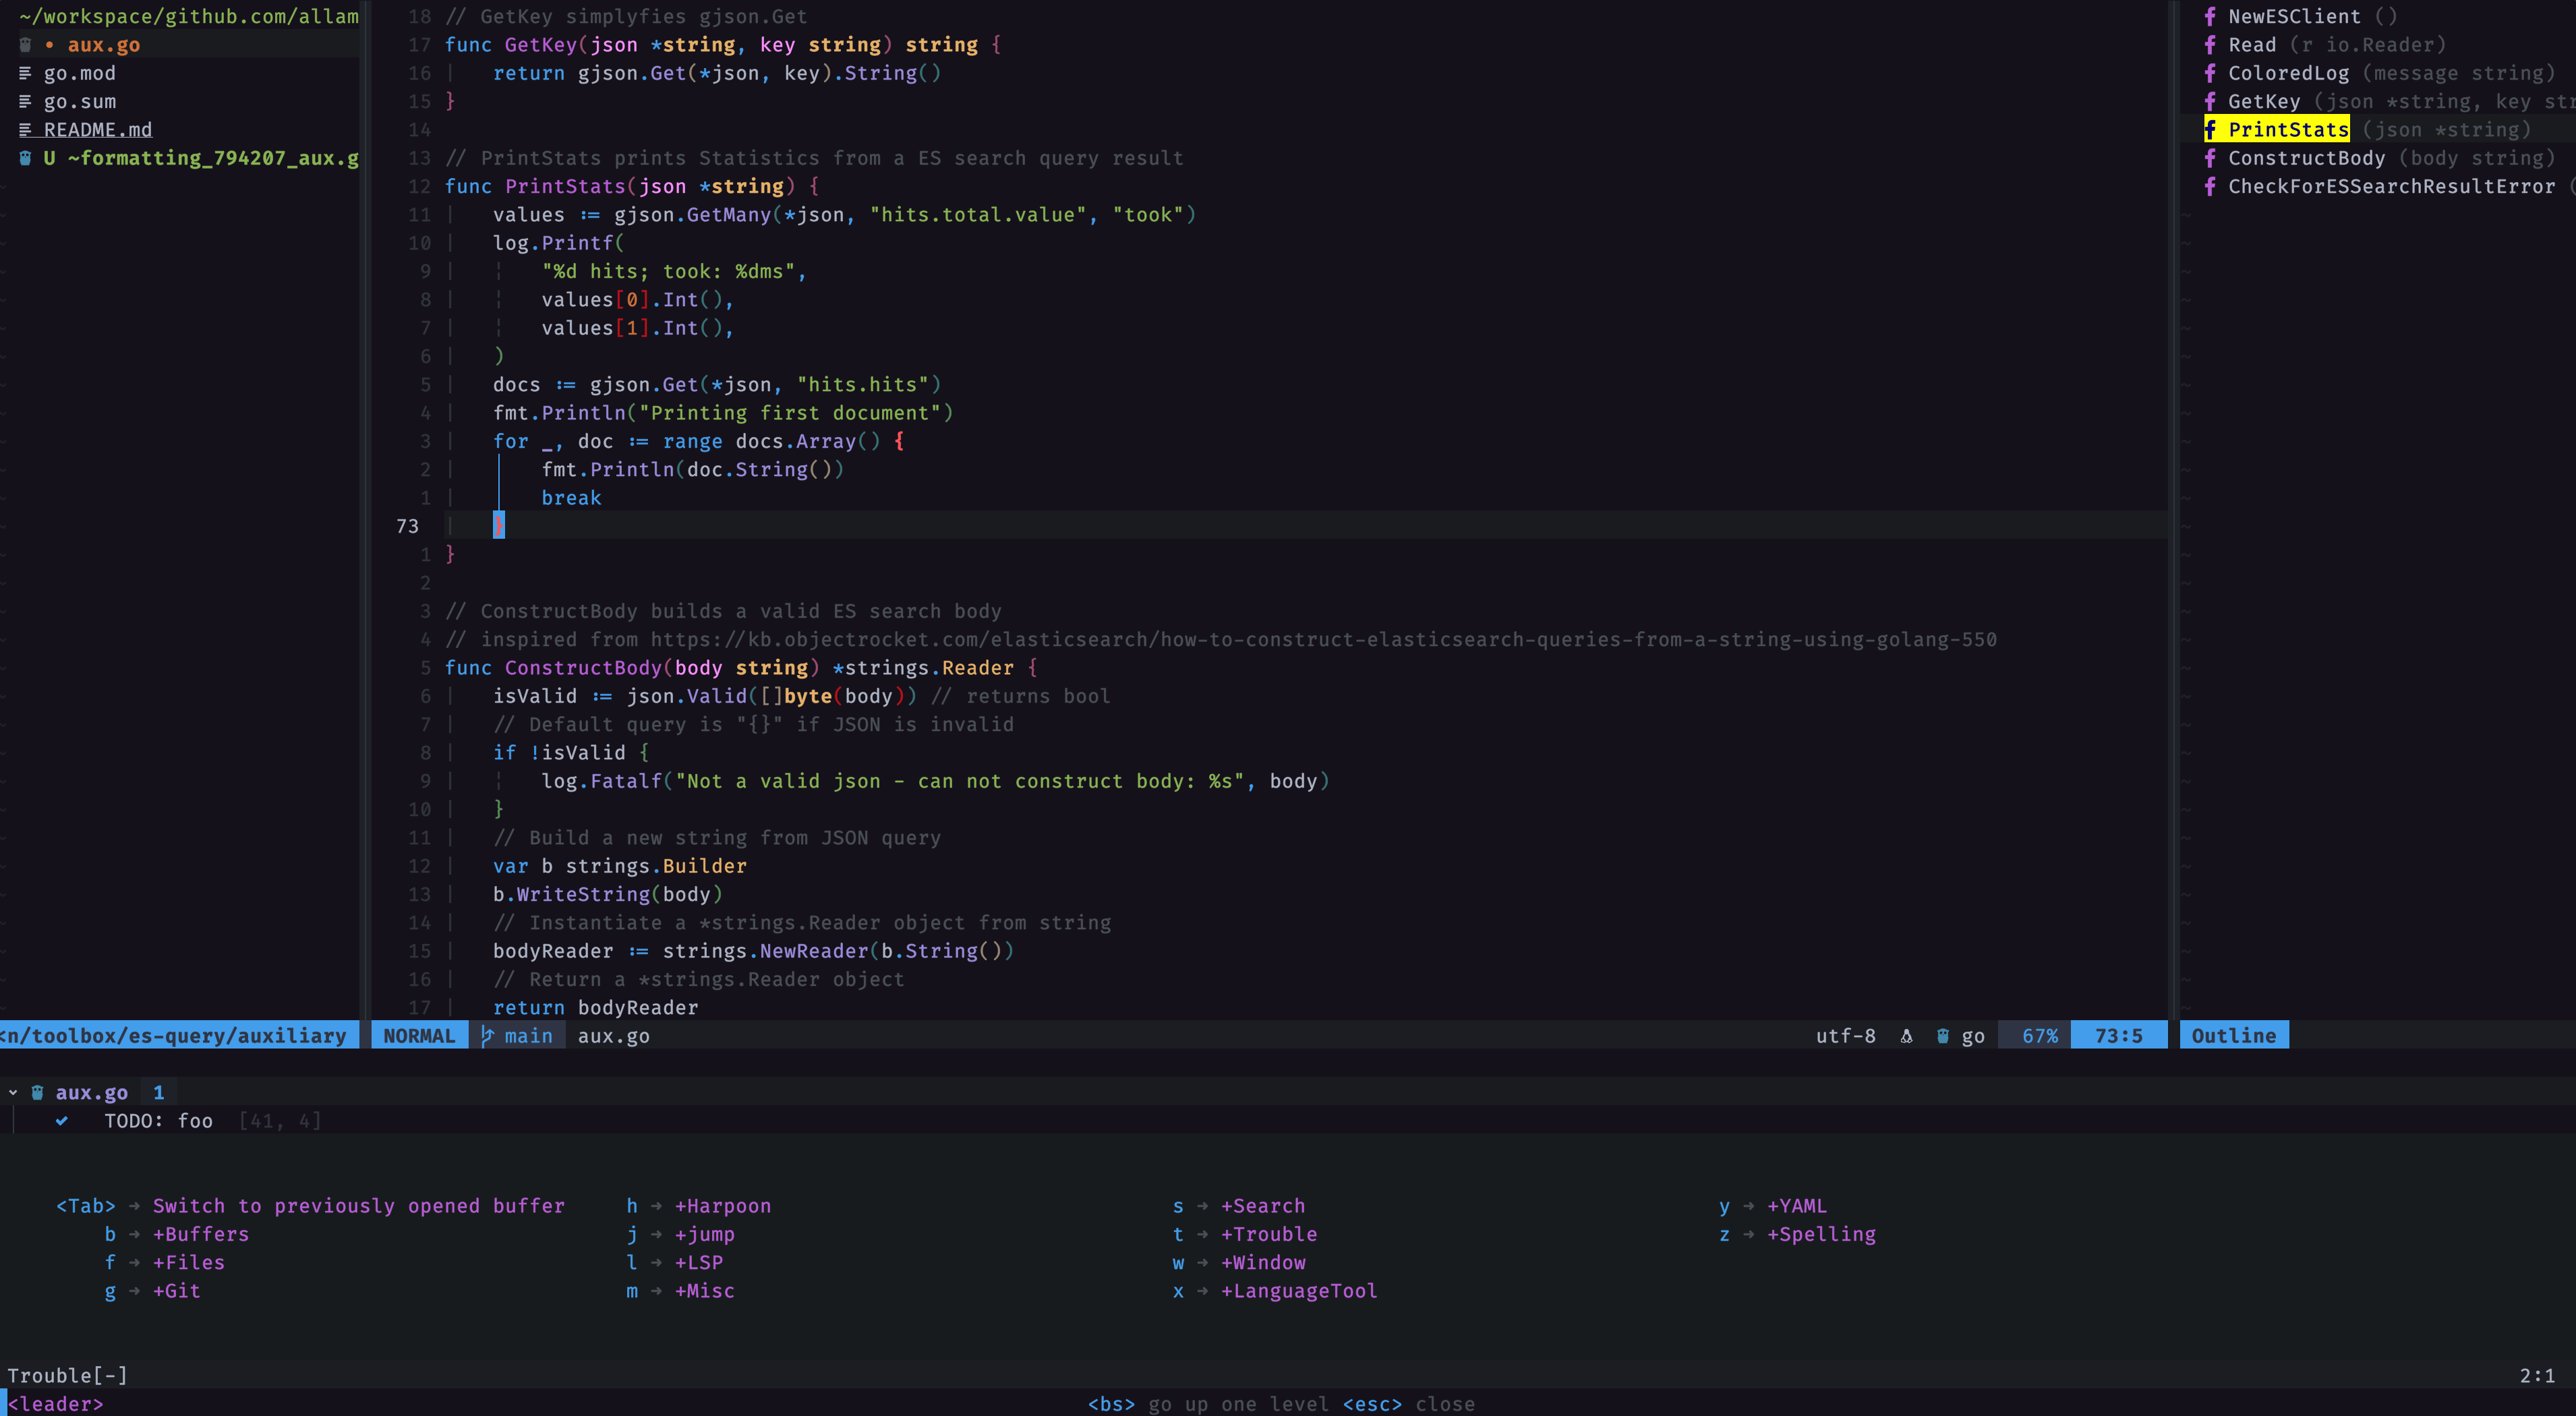 ~/workspace/github.com/allam
• aux.go
go.mod
go.sum
README.md
U ~formatting_794207_aux.g
<n/toolbox/es-query/auxiliary
18 // GetKey simplyfies gjson.Get
17 func GetKey(json *string, key string) string {
16 return gjson.Get(*json, key).String()
15 }
14
13 // PrintStats prints Statistics from a ES search query result
12 func PrintStats(json *string) {
11 values := gjson.GetMany(*json, "hits.total.value", "took")
10 log.Printf(
9 "%d hits; took: %dms",
8 values[0].Int(),
7 values[1].Int(),
6 )
5 docs := gjson.Get(*json, "hits.hits")
4 fmt.Println("Printing first document")
3 for _, doc := range docs.Array() {
2 fmt.Println(doc.String())
1 break
73 }
1 }
2
3 // ConstructBody builds a valid ES search body
4 // inspired from https://kb.objectrocket.com/elasticsearch/how-to-construct-elasticsearch-queries-from-a-string-using-golang-550
5 func ConstructBody(body string) *strings.Reader {
6 isValid := json.Valid([]byte(body)) // returns bool
7 // Default query is "{}" if JSON is invalid
8 if !isValid {
9 log.Fatalf("Not a valid json - can not construct body: %s", body)
10 }
11 // Build a new string from JSON query
12 var b strings.Builder
13 b.WriteString(body)
14 // Instantiate a *strings.Reader object from string
15 bodyReader := strings.NewReader(b.String())
16 // Return a *strings.Reader object
17 return bodyReader
NORMAL main aux.go utf-8 go 67% 73:5
f NewESClient ()
f Read (r io.Reader)
f ColoredLog (message string)
f GetKey (json *string, key str
f PrintStats (json *string)
f ConstructBody (body string)
f CheckForESSearchResultError (
Outline
aux.go 1
TODO: foo [41, 4]
<Tab> → Switch to previously opened buffer h → +Harpoon s → +Search y → +YAML
b → +Buffers j → +jump t → +Trouble z → +Spelling
f → +Files l → +LSP w → +Window
g → +Git m → +Misc x → +LanguageTool
Trouble[-] 2:1
<leader> <bs> go up one level <esc> close